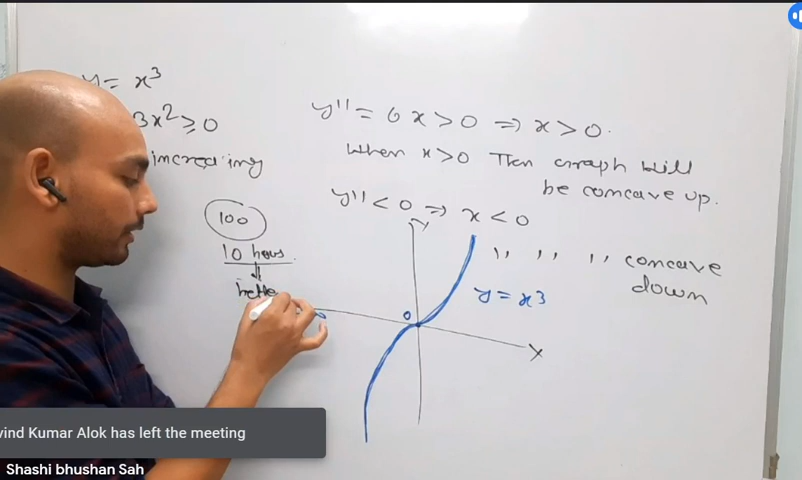 y = x³
3x² ≥ 0
increasing
100
10 hours.
y'' = 6x > 0 ⇒ x > 0.
When x > 0 Then graph will
be concave up.
y'' < 0 ⇒ x < 0
'' '' '' concave
down
y
O
y = x³
X
vind Kumar Alok has left the meeting
Shashi bhushan Sah